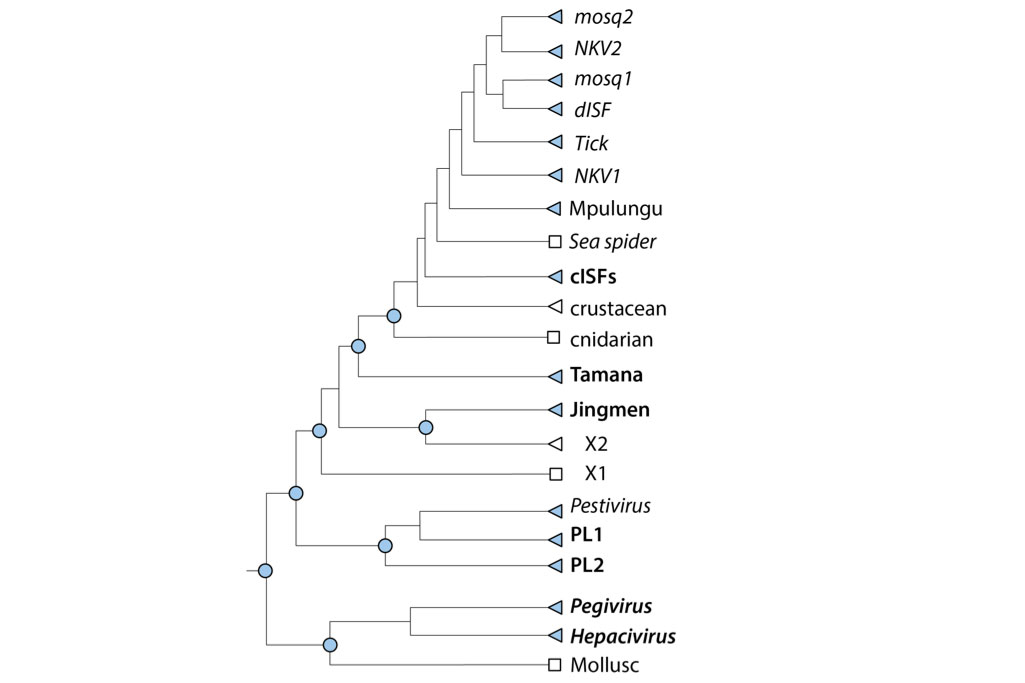 mosq2
NKV2
mosq1
dISF
Tick
NKV1
Mpulungu
Sea spider
cISFs
crustacean
cnidarian
Tamana
Jingmen
X2
X1
Pestivirus
PL1
PL2
Pegivirus
Hepacivirus
Mollusc